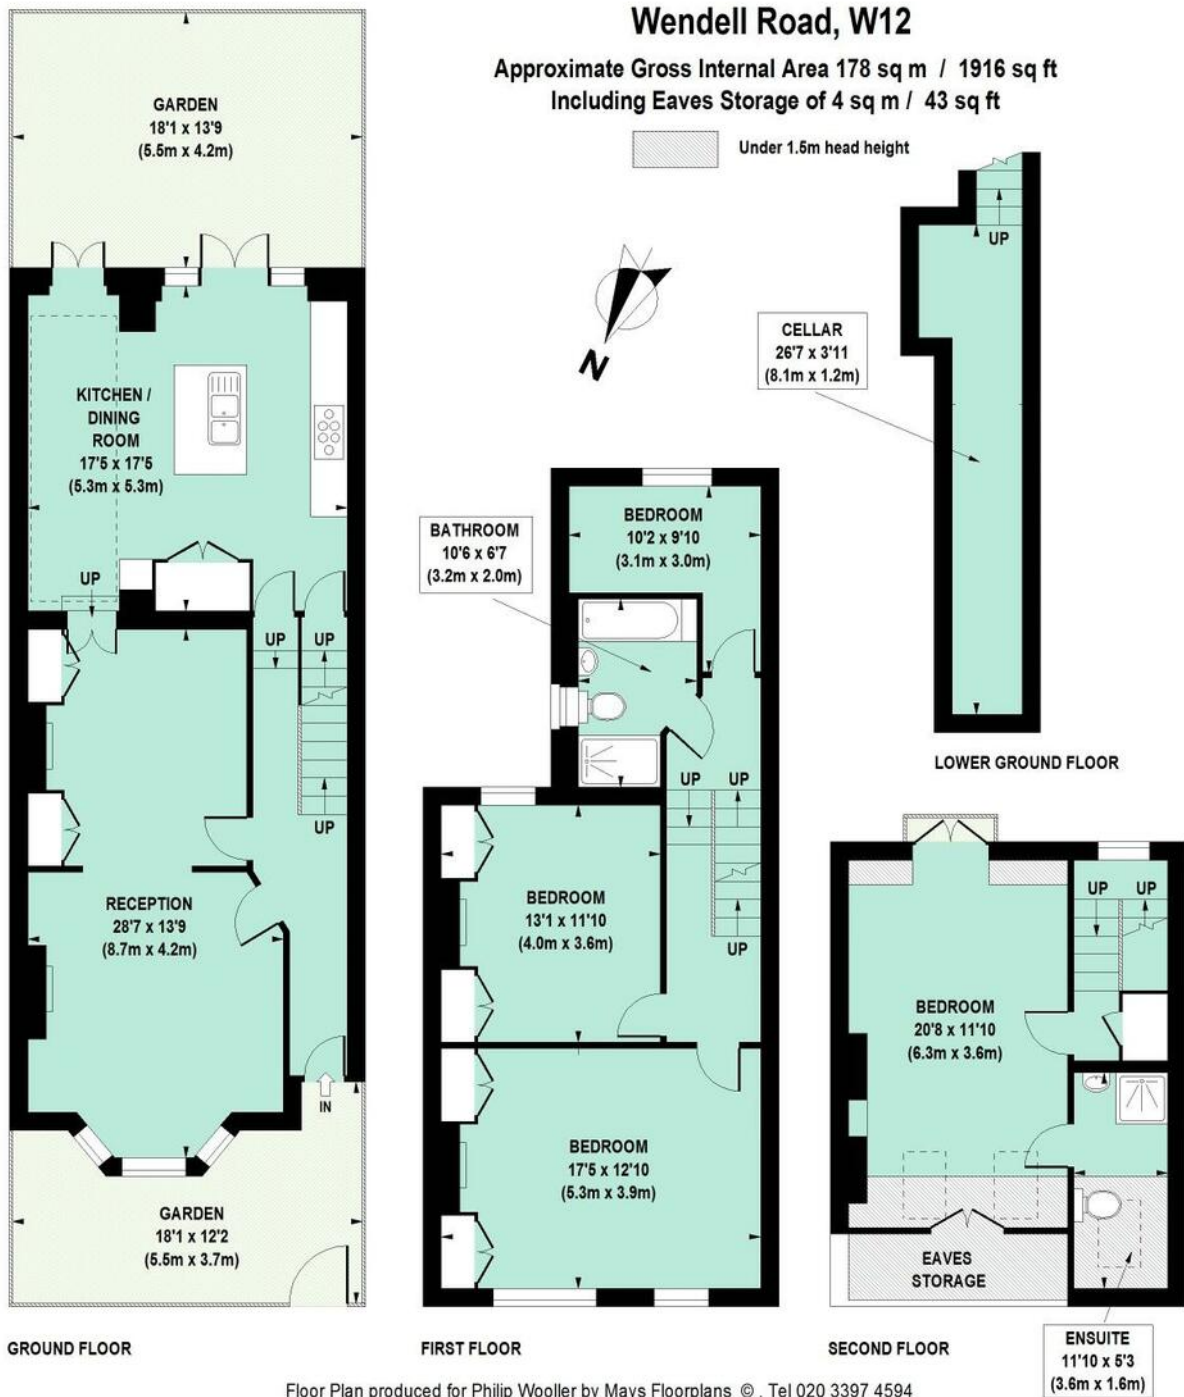 Wendell Road, W12
Approximate Gross Internal Area 178 sq m / 1916 sq ft
Including Eaves Storage of 4 sq m / 43 sq ft
Under 1.5m head height
GARDEN
18'1 x 13'9
(5.5m x 4.2m)
KITCHEN /
DINING
ROOM
17'5 x 17'5
(5.3m x 5.3m)
UP
UP
UP
UP
RECEPTION
28'7 x 13'9
(8.7m x 4.2m)
IN
GARDEN
18'1 x 12'2
(5.5m x 3.7m)
GROUND FLOOR
N
BEDROOM
10'2 x 9'10
(3.1m x 3.0m)
BATHROOM
10'6 x 6'7
(3.2m x 2.0m)
UP
UP
UP
BEDROOM
13'1 x 11'10
(4.0m x 3.6m)
BEDROOM
17'5 x 12'10
(5.3m x 3.9m)
FIRST FLOOR
UP
CELLAR
26'7 x 3'11
(8.1m x 1.2m)
LOWER GROUND FLOOR
UP
UP
BEDROOM
20'8 x 11'10
(6.3m x 3.6m)
EAVES
STORAGE
SECOND FLOOR
ENSUITE
11'10 x 5'3
(3.6m x 1.6m)
Floor Plan produced for Philip Wooller by Mays Floorplans © . Tel 020 3397 4594